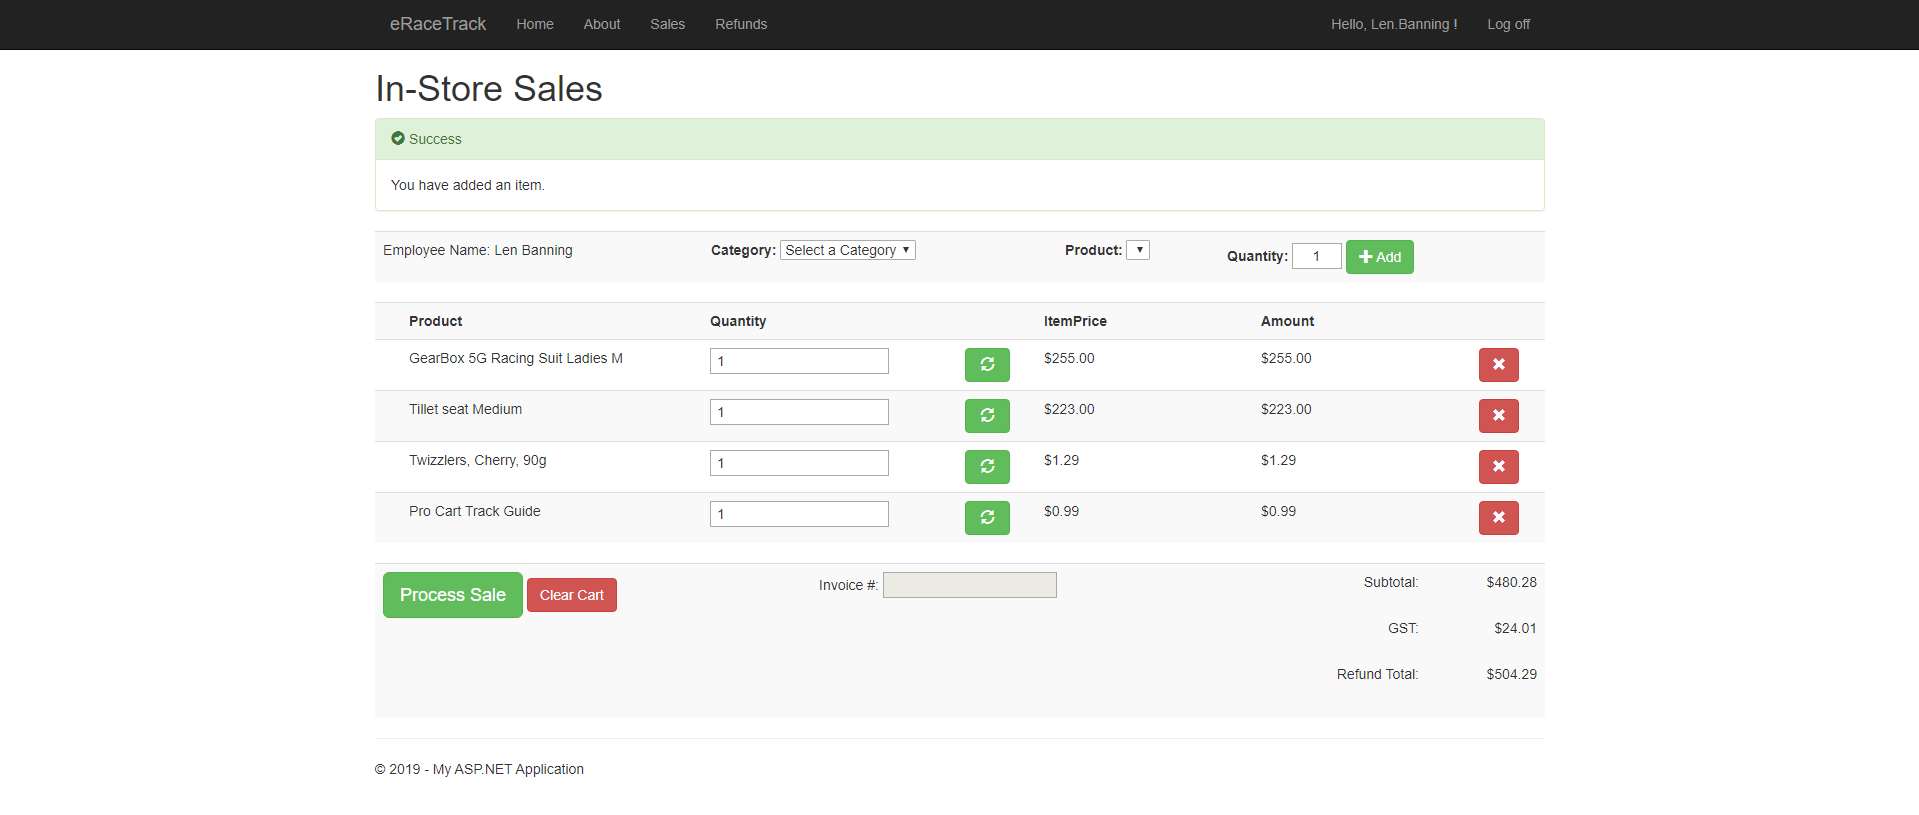 eRaceTrack Home About Sales Refunds Hello, Len.Banning ! Log off
In-Store Sales
Success
You have added an item.
Employee Name: Len Banning Category: Select a Category Product: Quantity: 1 Add
Product Quantity ItemPrice Amount
GearBox 5G Racing Suit Ladies M 1 $255.00 $255.00
Tillet seat Medium 1 $223.00 $223.00
Twizzlers, Cherry, 90g 1 $1.29 $1.29
Pro Cart Track Guide 1 $0.99 $0.99
Process Sale Clear Cart Invoice #: Subtotal: $480.28
GST: $24.01
Refund Total: $504.29
© 2019 - My ASP.NET Application